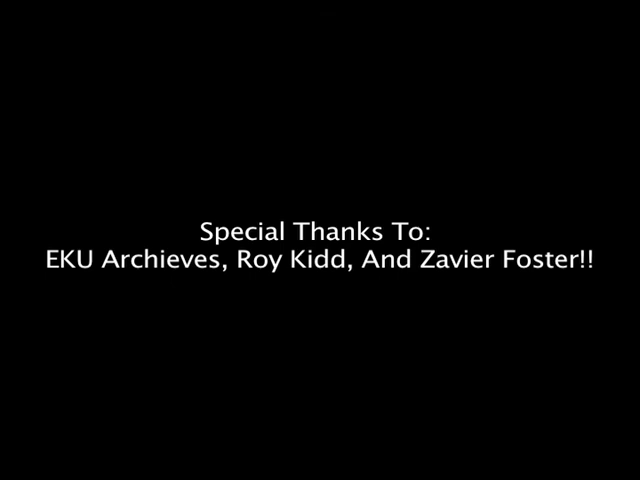 Special Thanks To:
EKU Archieves, Roy Kidd, And Zavier Foster!!